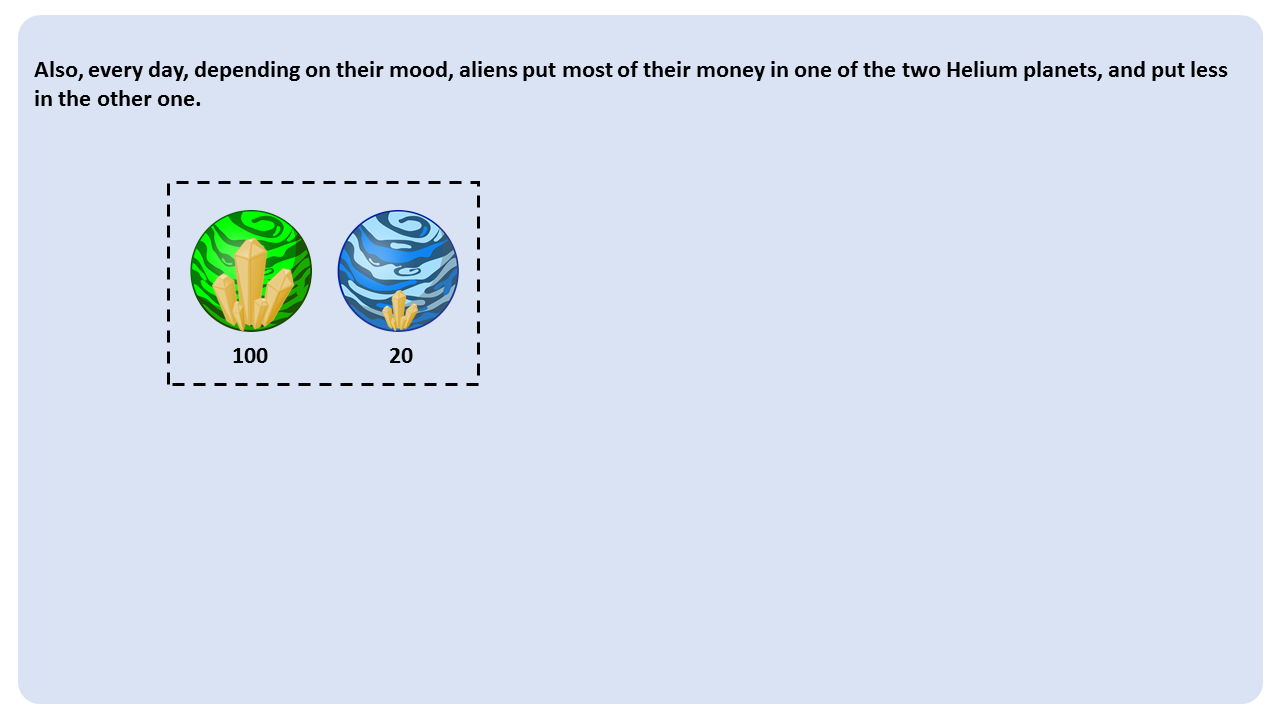 Also, every day, depending on their mood, aliens put most of their money in one of the two Helium planets, and put less
in the other one.
100 20